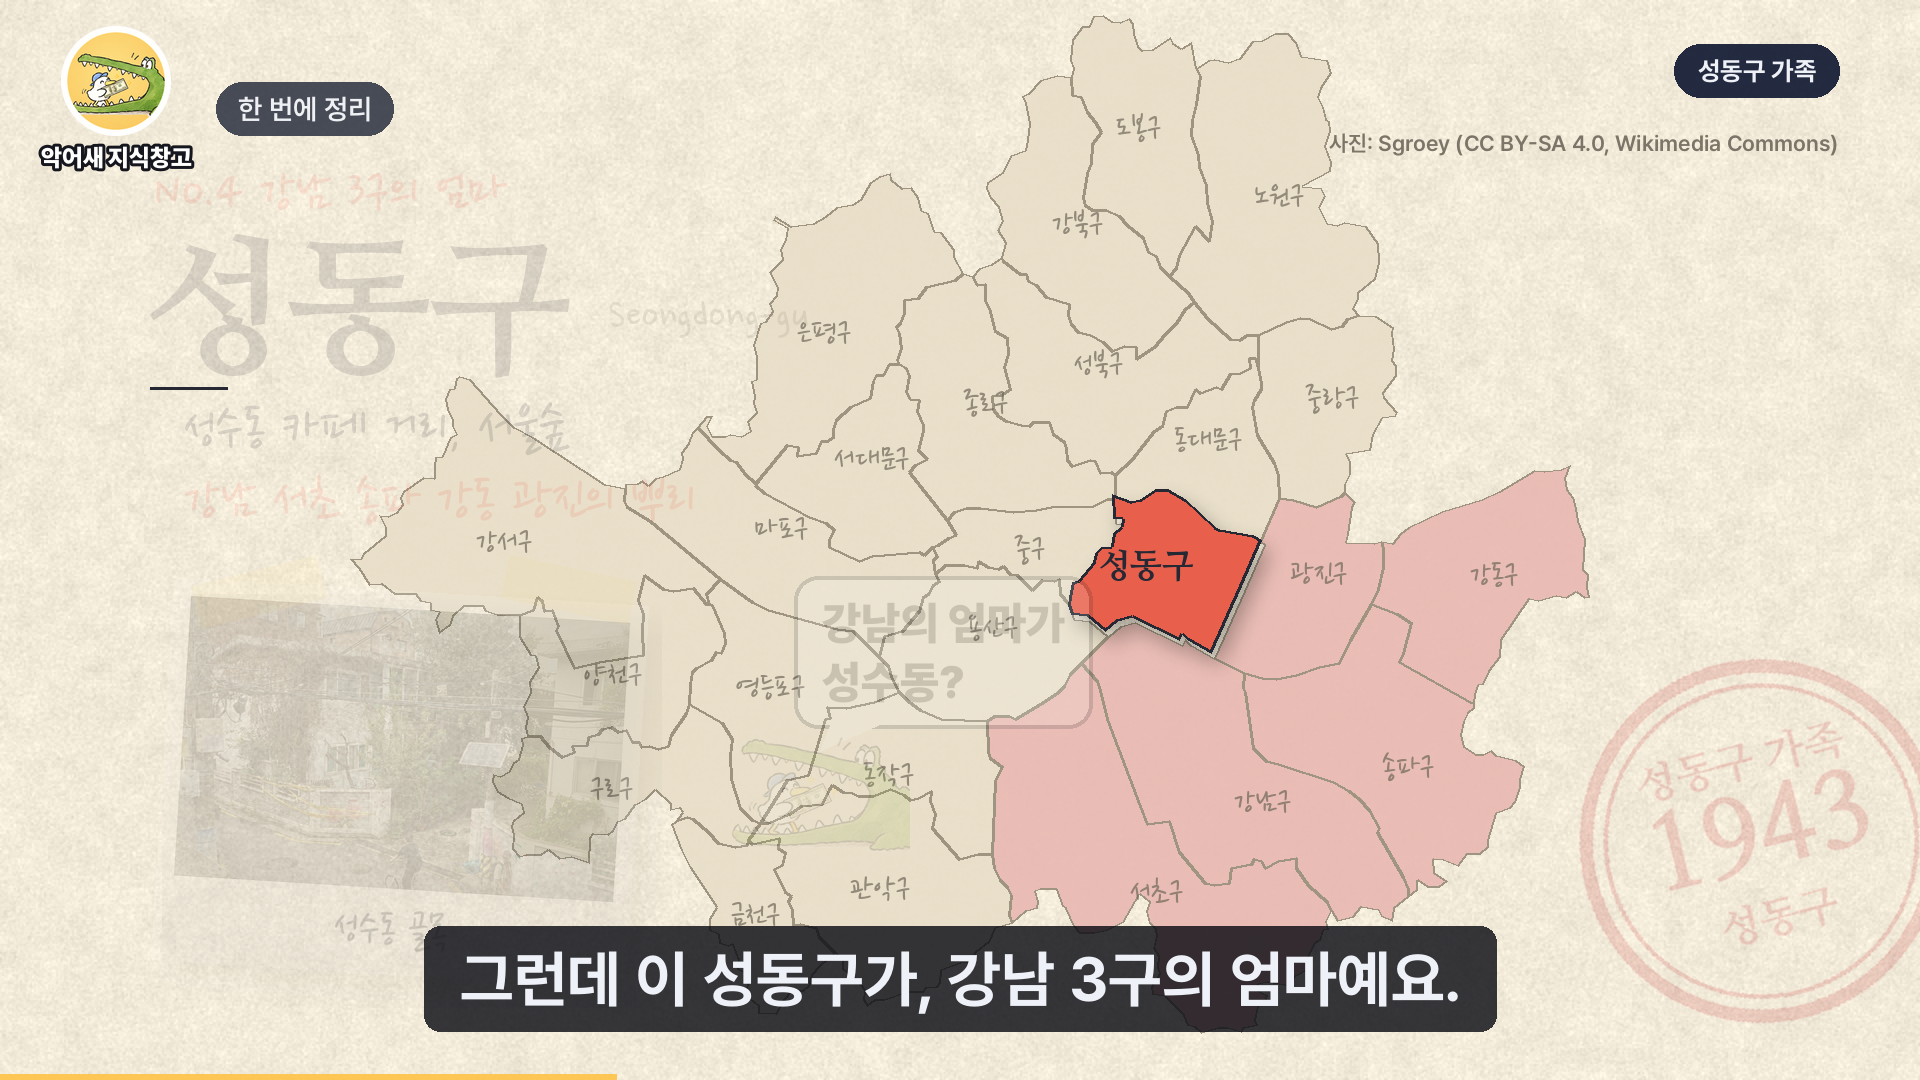 악어새 지식창고
한 번에 정리
성동구 가족
사진: Sgroey (CC BY-SA 4.0, Wikimedia Commons)
NO.4 강남 3구의 엄마
성동구
Seongdong-gu
성수동 카페 거리, 서울숲
강남 서초 송파 강동 광진의 뿌리
도봉구
노원구
강북구
은평구
성북구
종로구
중랑구
동대문구
서대문구
마포구
강서구
중구
성동구
광진구
강동구
용산구
강남의 엄마가
성수동?
양천구
영등포구
구로구
동작구
송파구
강남구
서초구
관악구
금천구
성수동 골목
성동구 가족
1943
성동구
그런데 이 성동구가, 강남 3구의 엄마예요.